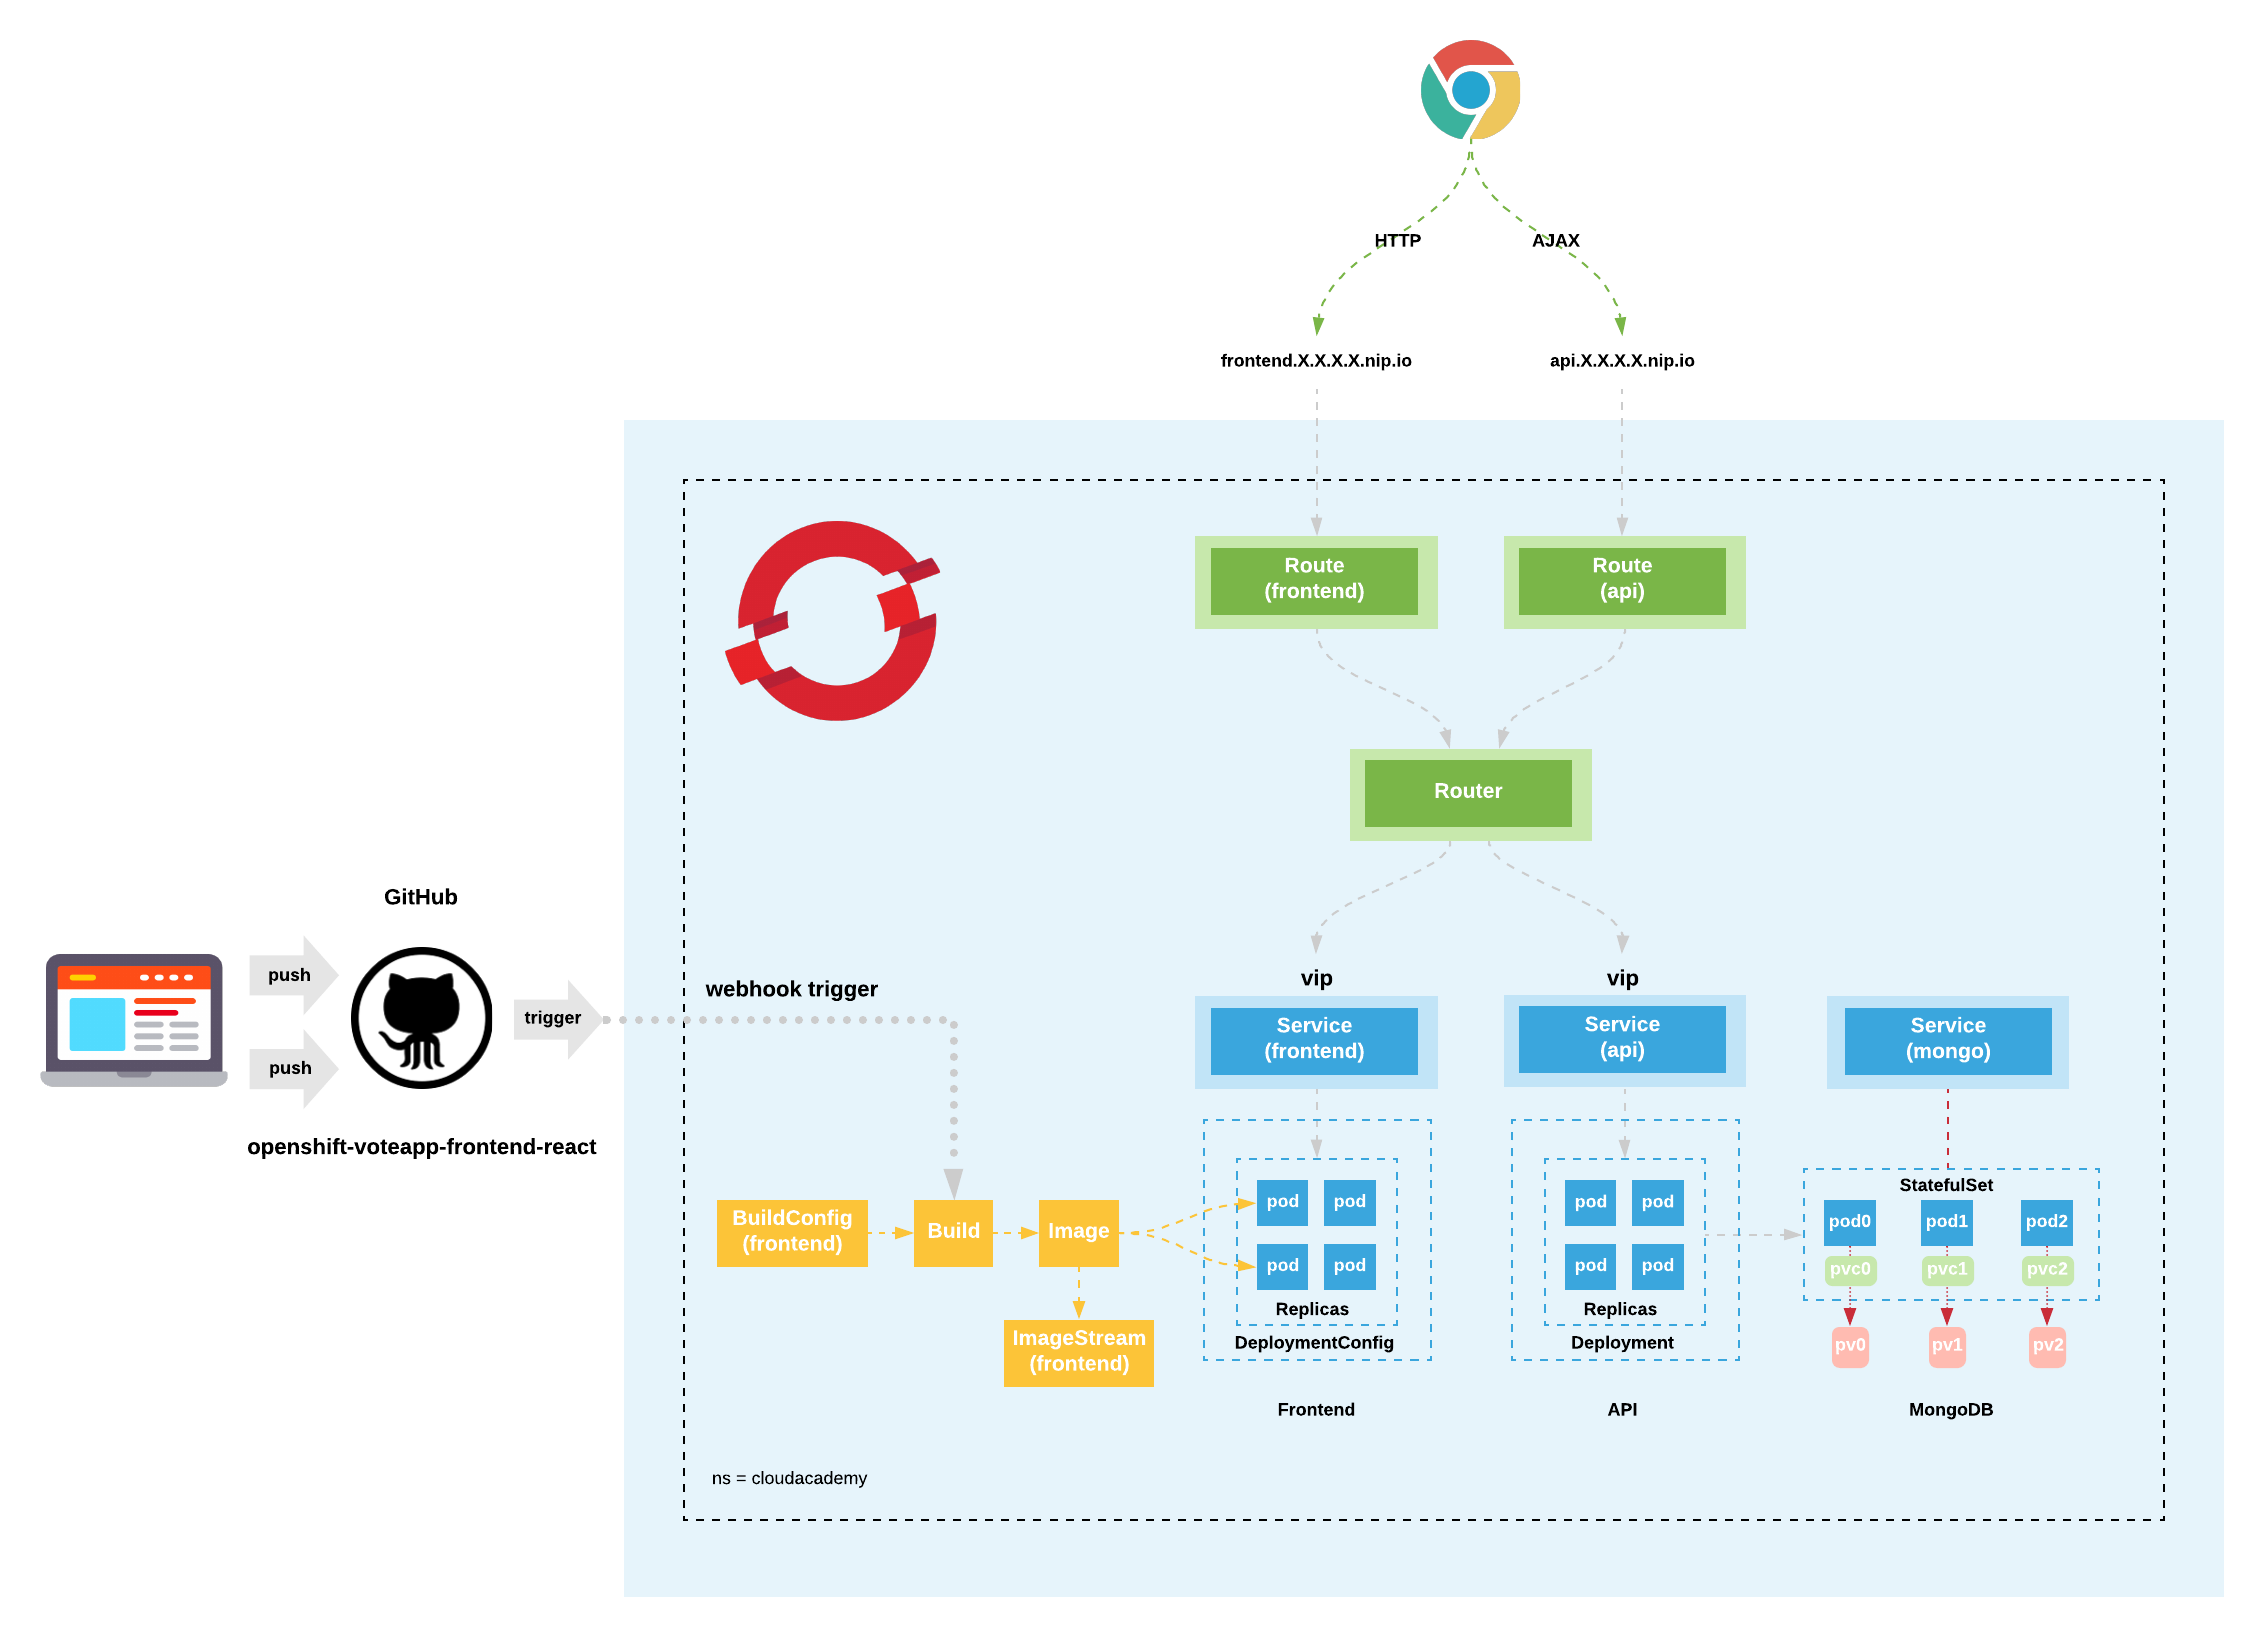 HTTP
AJAX
frontend.X.X.X.X.nip.io
api.X.X.X.X.nip.io
Route
(frontend)
Route
(api)
Router
GitHub
push
push
trigger
openshift-voteapp-frontend-react
webhook trigger
vip
vip
Service
(frontend)
Service
(api)
Service
(mongo)
BuildConfig
(frontend)
Build
Image
ImageStream
(frontend)
pod
pod
pod
pod
Replicas
DeploymentConfig
pod
pod
pod
pod
Replicas
Deployment
StatefulSet
pod0
pod1
pod2
pvc0
pvc1
pvc2
pv0
pv1
pv2
Frontend
API
MongoDB
ns = cloudacademy